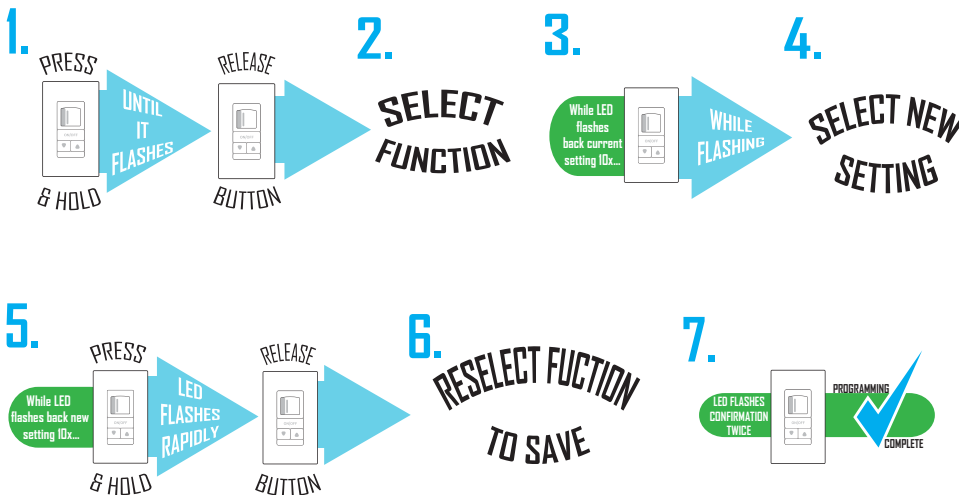 1.
PRESS
& HOLD
UNTIL
IT
FLASHES
RELEASE
BUTTON
2.
SELECT
FUNCTION
3.
While LED
flashes
back current
setting 10x...
WHILE
FLASHING
4.
SELECT NEW
SETTING
5.
While LED
flashes back new
setting 10x...
PRESS
& HOLD
LED
FLASHES
RAPIDLY
RELEASE
BUTTON
6.
RESELECT FUCTION
TO SAVE
7.
LED FLASHES
CONFIRMATION
TWICE
PROGRAMMING
COMPLETE